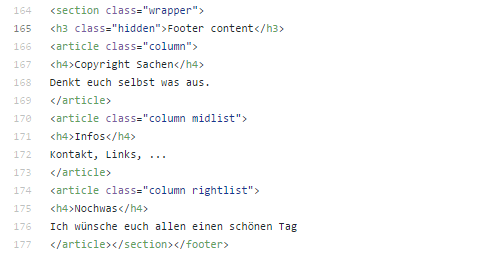 164 <section class="wrapper">
165 <h3 class="hidden">Footer content</h3>
166 <article class="column">
167 <h4>Copyright Sachen</h4>
168 Denkt euch selbst was aus.
169 </article>
170 <article class="column midlist">
171 <h4>Infos</h4>
172 Kontakt, Links, ...
173 </article>
174 <article class="column rightlist">
175 <h4>Nochwas</h4>
176 Ich wünsche euch allen einen schönen Tag
177 </article></section></footer>